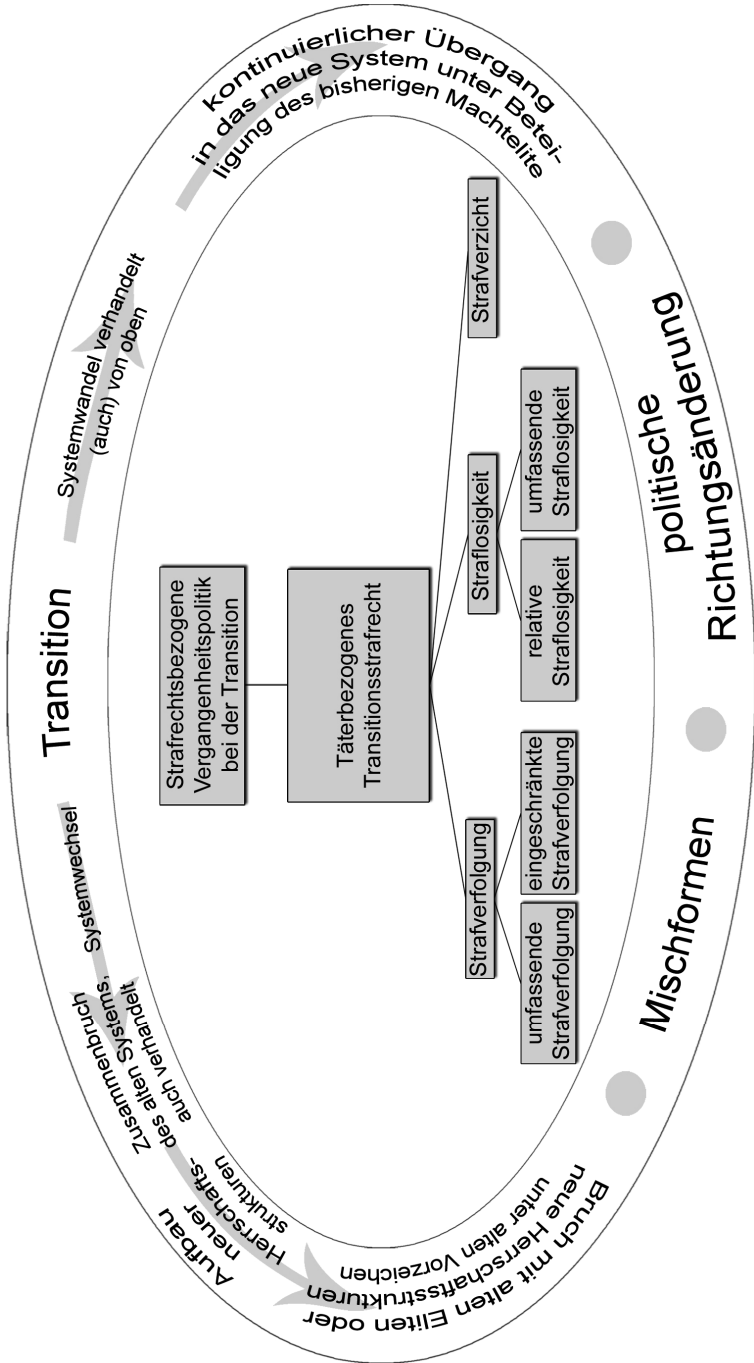 Transition
Systemwechsel
Zusammenbruch
des alten Systems,
auch verhandelt
Aufbau
neuer
Herrschafts-
strukturen
Bruch mit alten Eliten oder
neue Herrschaftsstrukturen
unter alten Vorzeichen
Systemwandel verhandelt
(auch) von oben
kontinuierlicher Übergang
in das neue System unter Betei-
ligung des bisherigen Machtelite
Strafrechtsbezogene
Vergangenheitspolitik
bei der Transition
Täterbezogenes
Transitionsstrafrecht
Strafverfolgung
Straflosigkeit
Strafverzicht
umfassende
Strafverfolgung
eingeschränkte
Strafverfolgung
relative
Straflosigkeit
umfassende
Straflosigkeit
Mischformen
politische
Richtungsänderung